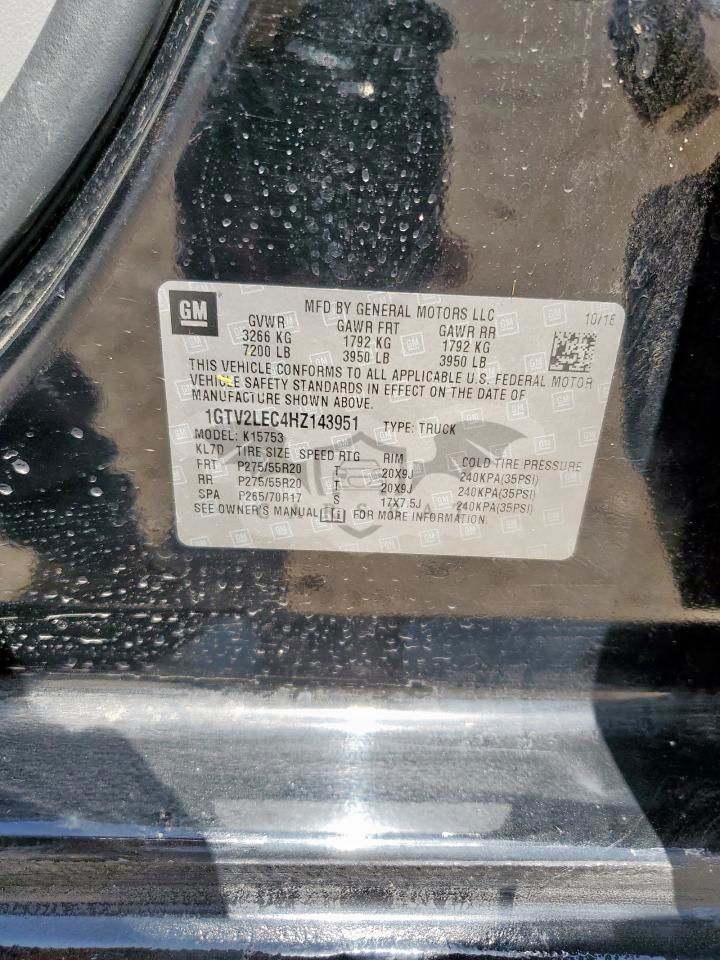 GM
MFD BY GENERAL MOTORS LLC
10/16
GVWR GAWR FRT GAWR RR
3266 KG 1792 KG 1792 KG
7200 LB 3950 LB 3950 LB
THIS VEHICLE CONFORMS TO ALL APPLICABLE U.S. FEDERAL MOTOR
VEHICLE SAFETY STANDARDS IN EFFECT ON THE DATE OF
MANUFACTURE SHOWN ABOVE.
1GTV2LEC4HZ143951 TYPE: TRUCK
MODEL: K15753
KL7D TIRE SIZE SPEED RTG RIM COLD TIRE PRESSURE
FRT P275/55R20 T 20X9J 240KPA(35PSI)
RR P275/55R20 T 20X9J 240KPA(35PSI)
SPA P265/70R17 S 17X7.5J 240KPA(35PSI)
SEE OWNER'S MANUAL FOR MORE INFORMATION.